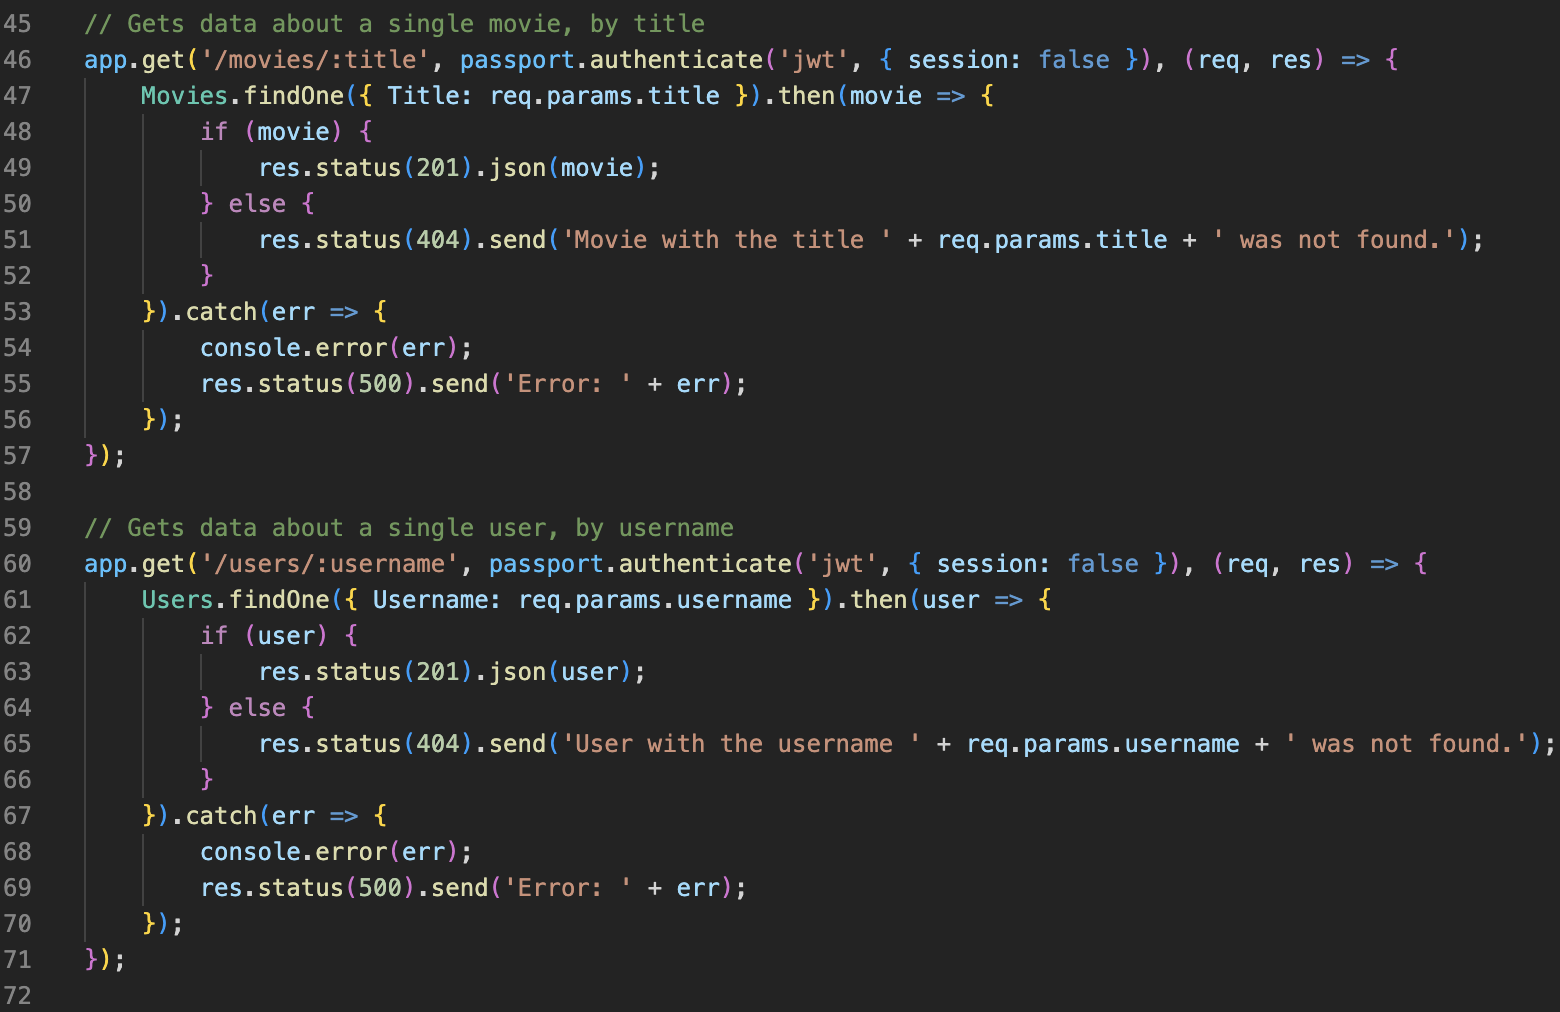 45 // Gets data about a single movie, by title
46 app.get('/movies/:title', passport.authenticate('jwt', { session: false }), (req, res) => {
47     Movies.findOne({ Title: req.params.title }).then(movie => {
48         if (movie) {
49             res.status(201).json(movie);
50         } else {
51             res.status(404).send('Movie with the title ' + req.params.title + ' was not found.');
52         }
53     }).catch(err => {
54         console.error(err);
55         res.status(500).send('Error: ' + err);
56     });
57 });
58
59 // Gets data about a single user, by username
60 app.get('/users/:username', passport.authenticate('jwt', { session: false }), (req, res) => {
61     Users.findOne({ Username: req.params.username }).then(user => {
62         if (user) {
63             res.status(201).json(user);
64         } else {
65             res.status(404).send('User with the username ' + req.params.username + ' was not found.');
66         }
67     }).catch(err => {
68         console.error(err);
69         res.status(500).send('Error: ' + err);
70     });
71 });
72